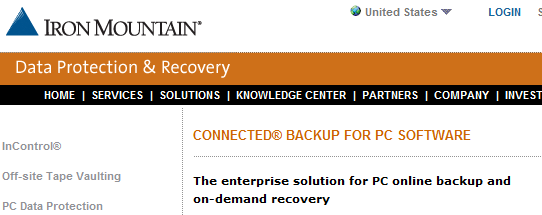 IRON MOUNTAIN®
United States
LOGIN
Data Protection & Recovery
HOME | SERVICES | SOLUTIONS | KNOWLEDGE CENTER | PARTNERS | COMPANY | INVEST
InControl®
Off-site Tape Vaulting
PC Data Protection
CONNECTED® BACKUP FOR PC SOFTWARE
The enterprise solution for PC online backup and
on-demand recovery